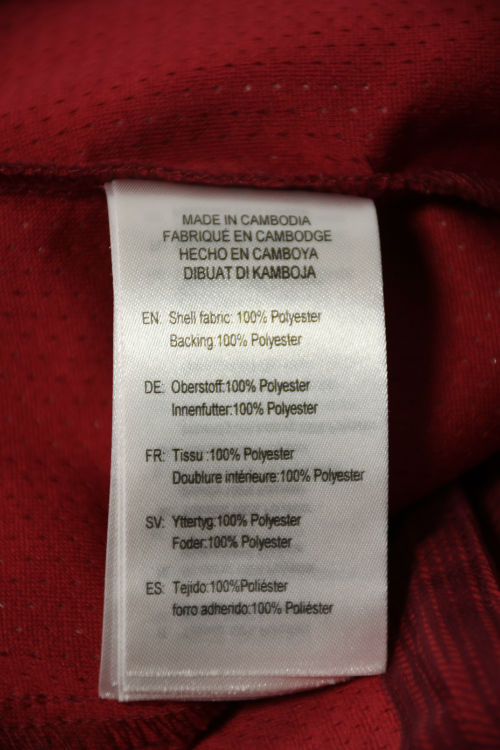 MADE IN CAMBODIA
FABRIQUÉ EN CAMBODGE
HECHO EN CAMBOYA
DIBUAT DI KAMBOJA
EN: Shell fabric: 100% Polyester
Backing:100% Polyester
DE: Oberstoff:100% Polyester
Innenfutter:100% Polyester
FR: Tissu :100% Polyester
Doublure intérieure:100% Polyester
SV: Yttertyg:100% Polyester
Foder:100% Polyester
ES: Tejido:100%Poliéster
forro adherido:100% Poliéster